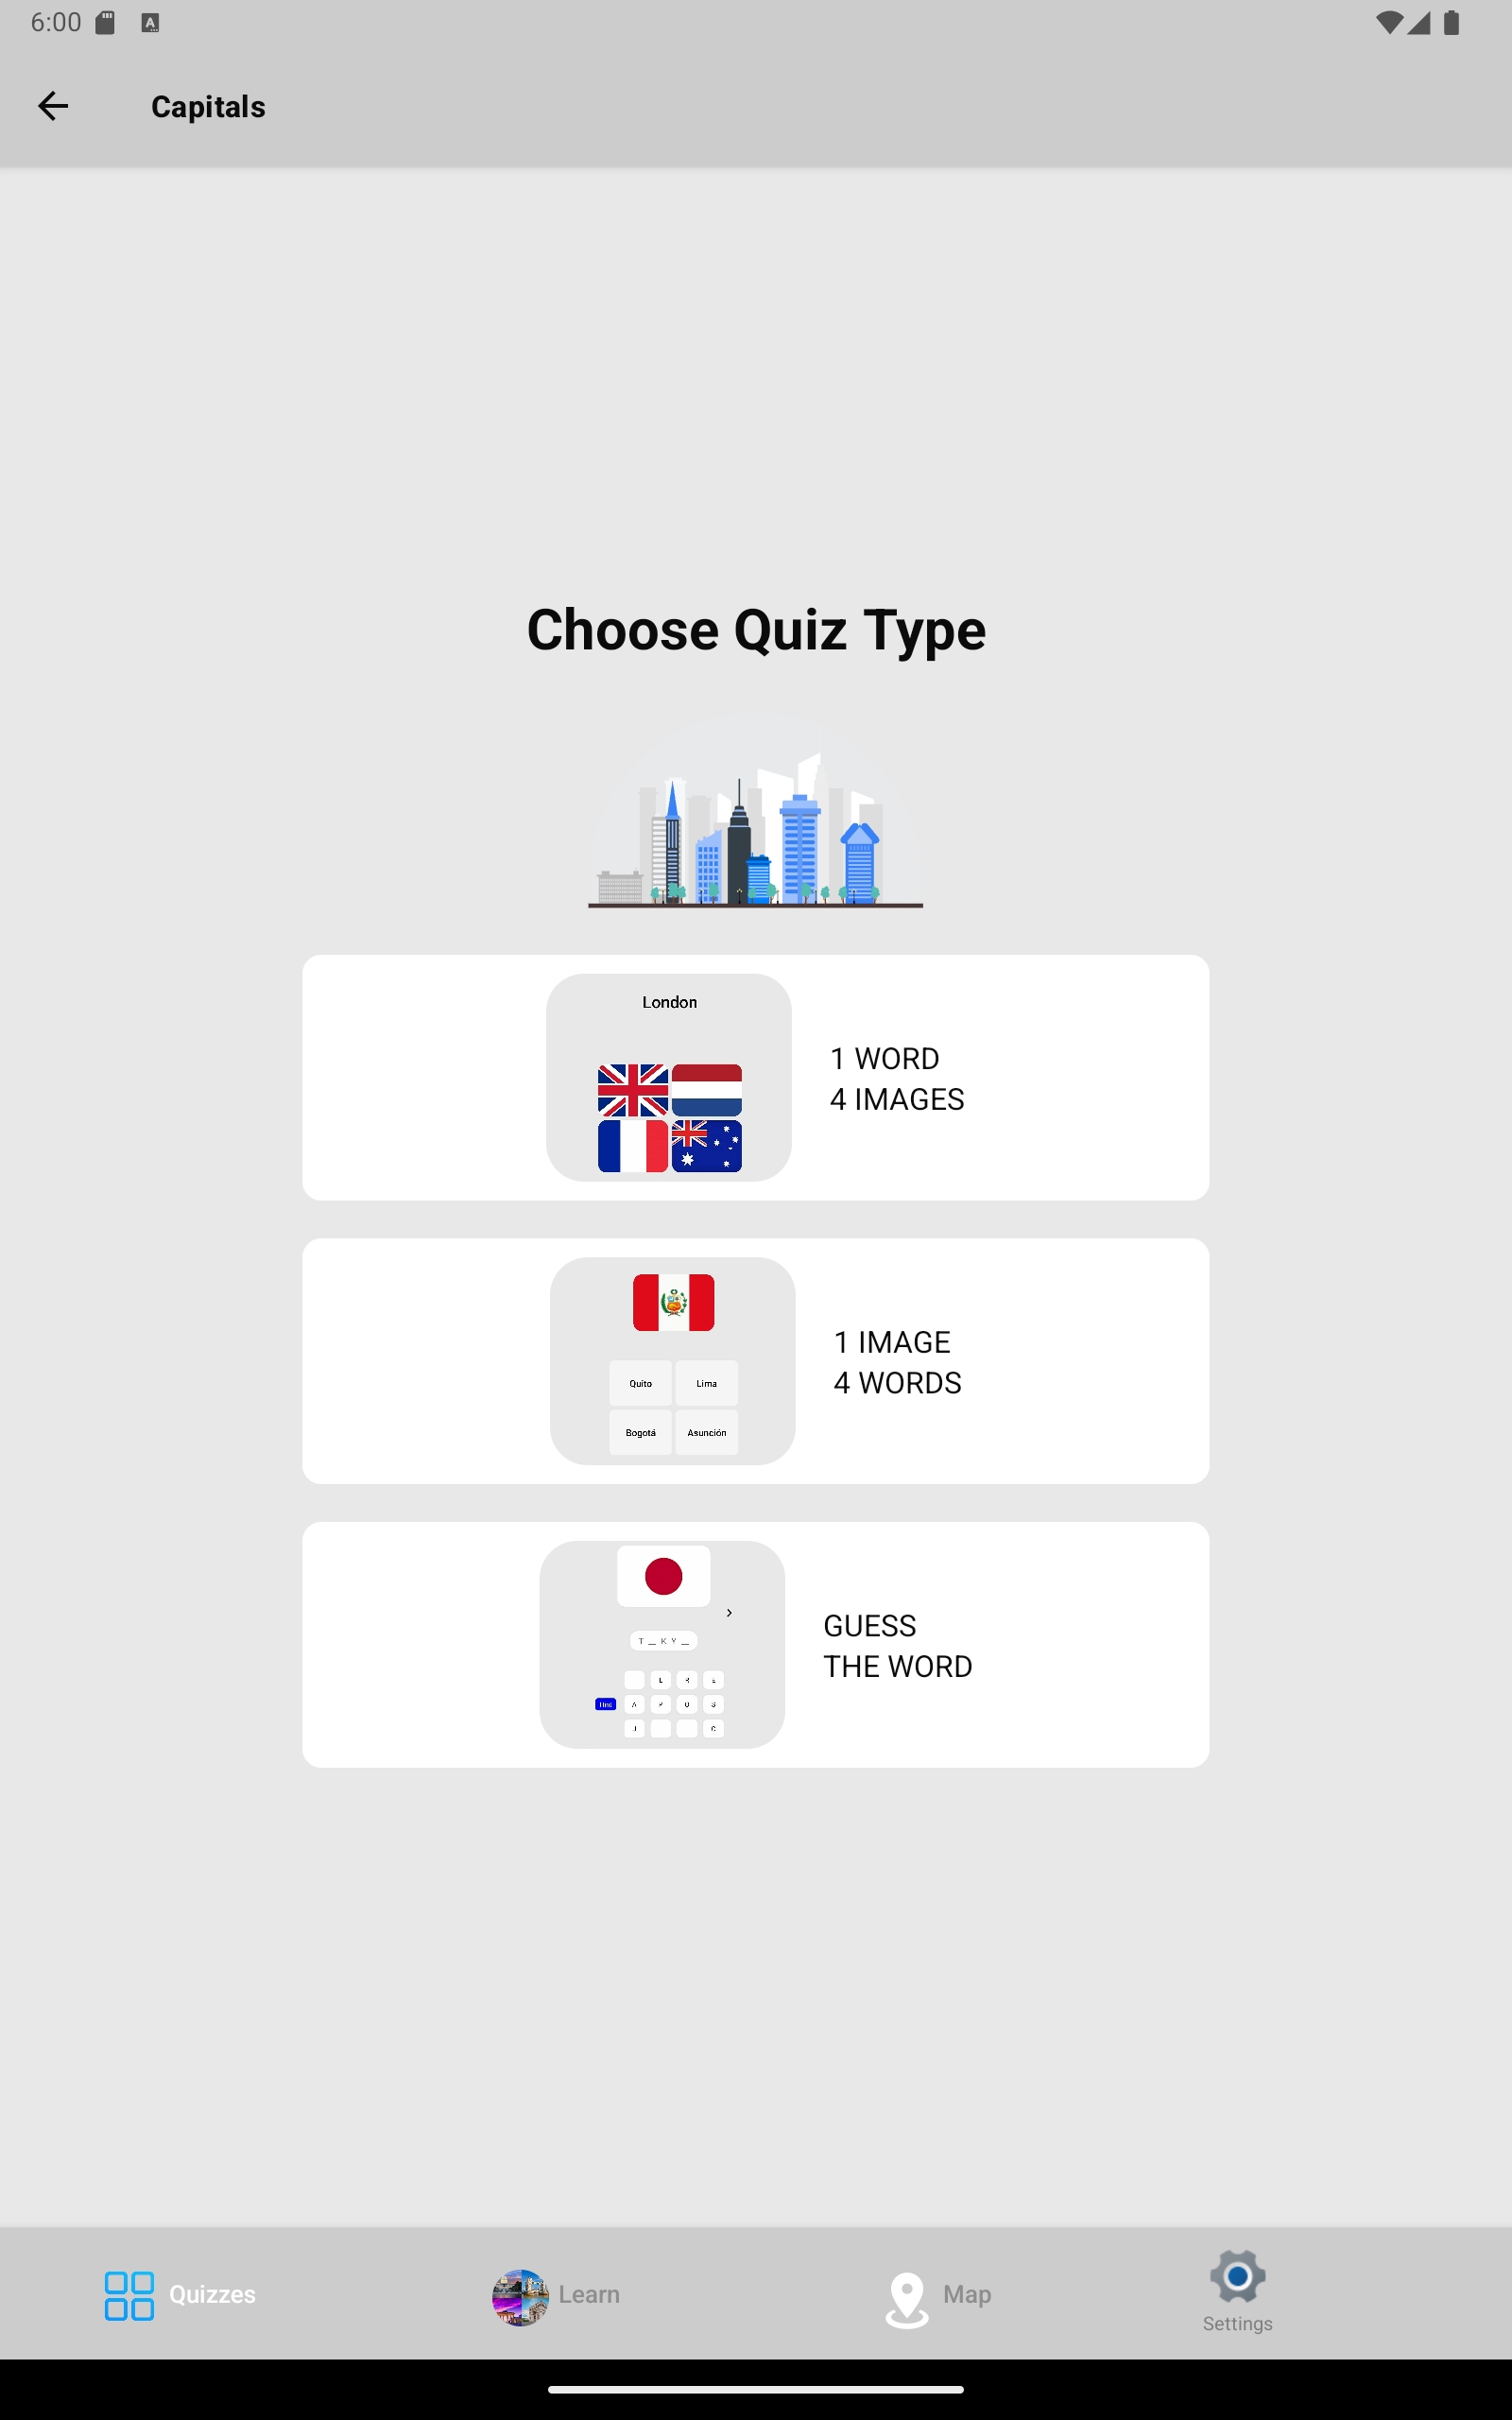 6:00
Capitals
Choose Quiz Type
London
1 WORD
4 IMAGES
Quito Lima
Bogotá Asunción
1 IMAGE
4 WORDS
T _ K Y _
GUESS
THE WORD
Quizzes
Learn
Map
Settings